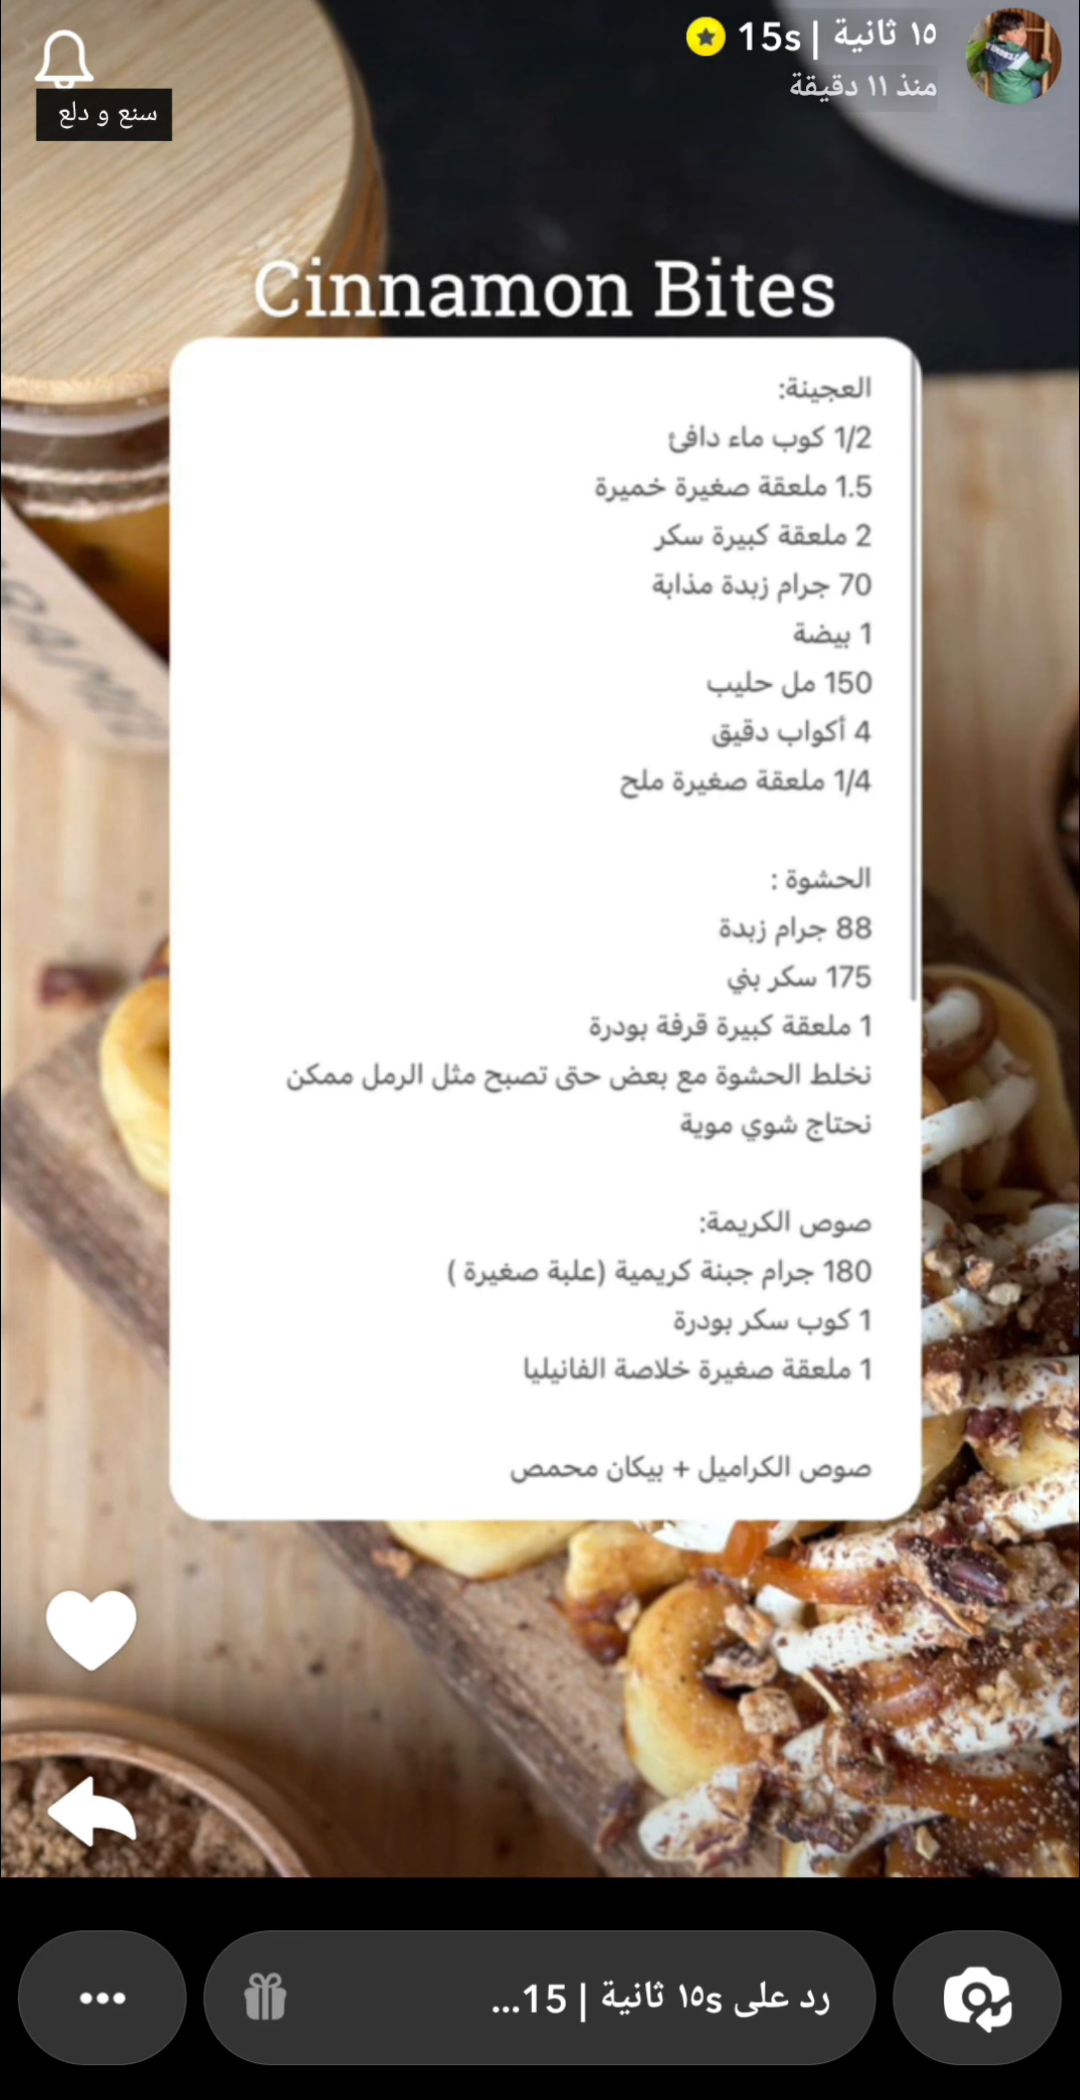 ١٥ ثانية | 15s
منذ ١١ دقيقة
سنع و دلع
Cinnamon Bites
العجينة:
1/2 كوب ماء دافئ
1.5 ملعقة صغيرة خميرة
2 ملعقة كبيرة سكر
70 جرام زبدة مذابة
1 بيضة
150 مل حليب
4 أكواب دقيق
1/4 ملعقة صغيرة ملح
الحشوة :
88 جرام زبدة
175 سكر بني
1 ملعقة كبيرة قرفة بودرة
نخلط الحشوة مع بعض حتى تصبح مثل الرمل ممكن
نحتاج شوي موية
صوص الكريمة:
180 جرام جبنة كريمية (علبة صغيرة )
1 كوب سكر بودرة
1 ملعقة صغيرة خلاصة الفانيليا
صوص الكراميل + بيكان محمص
رد على ١٥s ثانية | 15...